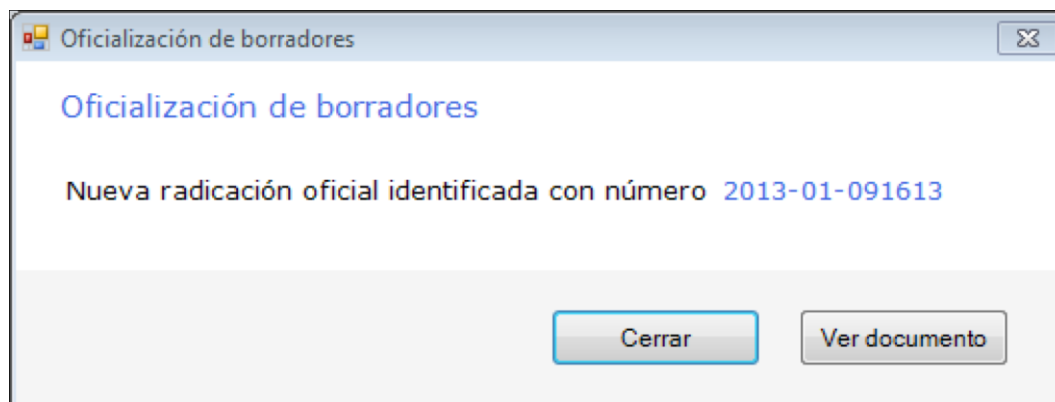 Oficialización de borradores
Oficialización de borradores
Nueva radicación oficial identificada con número 2013-01-091613
Cerrar Ver documento